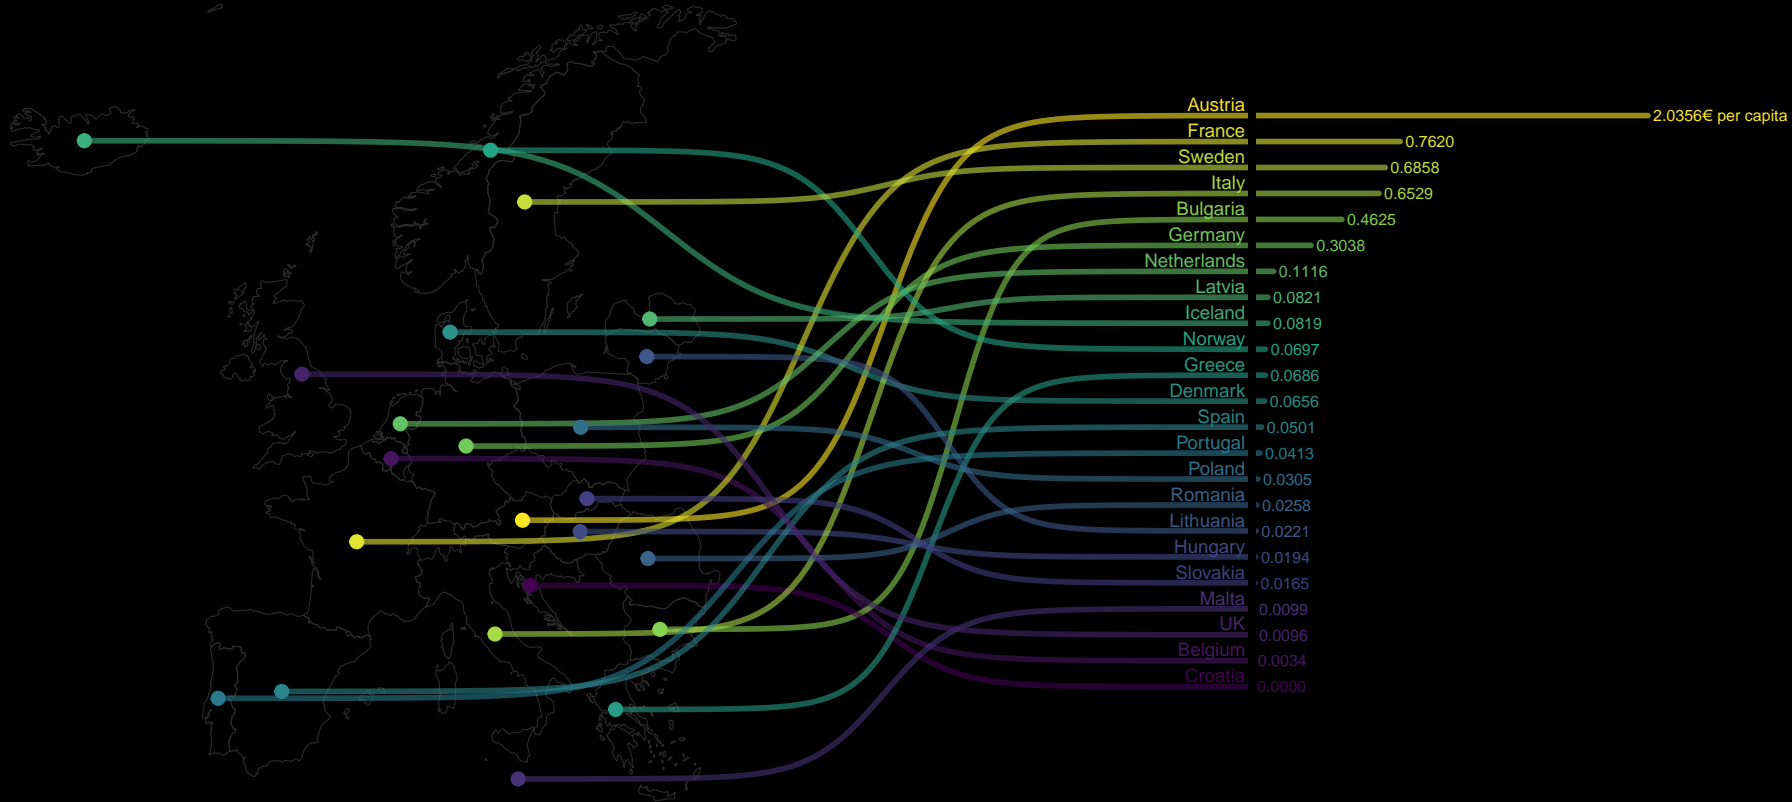 Austria 2.0356€ per capita
France 0.7620
Sweden 0.6858
Italy 0.6529
Bulgaria 0.4625
Germany 0.3038
Netherlands 0.1116
Latvia 0.0821
Iceland 0.0819
Norway 0.0697
Greece 0.0686
Denmark 0.0656
Spain 0.0501
Portugal 0.0413
Poland 0.0305
Romania 0.0258
Lithuania 0.0221
Hungary 0.0194
Slovakia 0.0165
Malta 0.0099
UK 0.0096
Belgium 0.0034
Croatia 0.0000